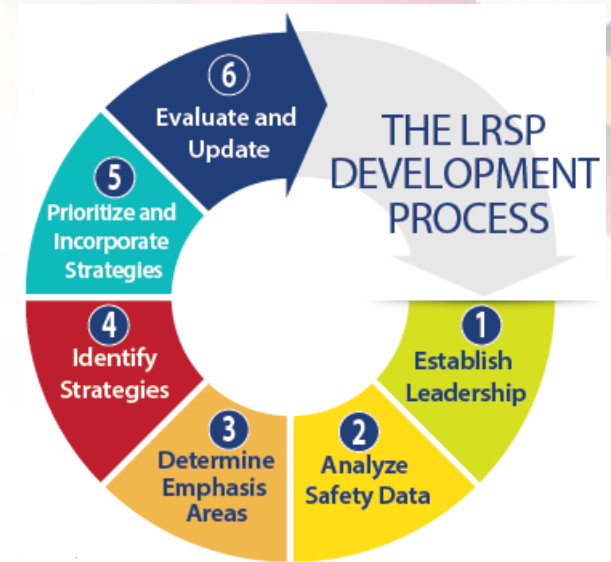 THE LRSP
DEVELOPMENT
PROCESS
1
Establish
Leadership
2
Analyze
Safety Data
3
Determine
Emphasis
Areas
4
Identify
Strategies
5
Prioritize and
Incorporate
Strategies
6
Evaluate and
Update